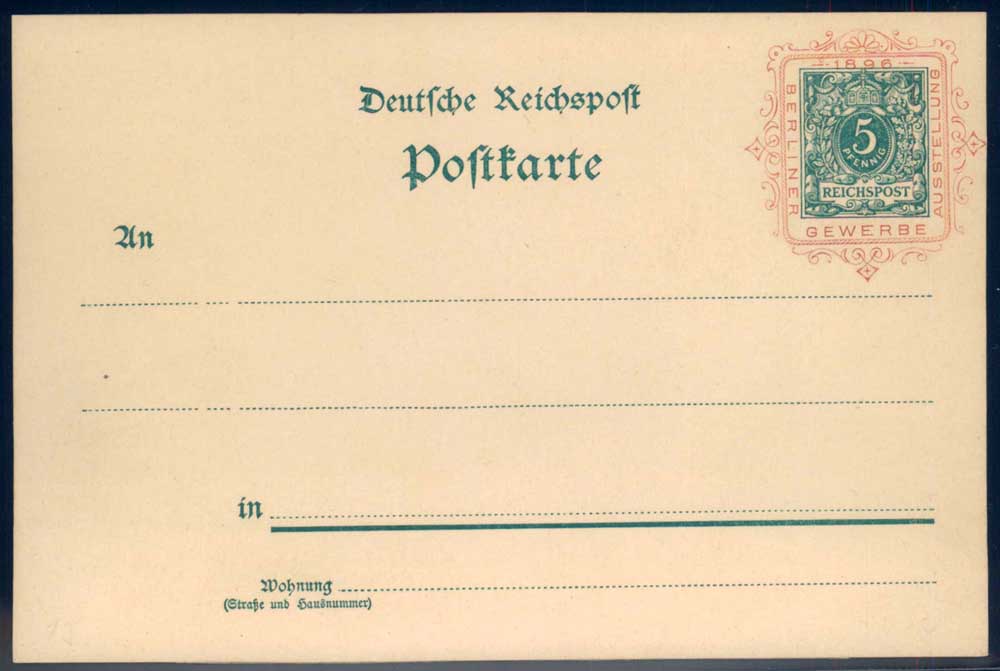 Deutsche Reichspost
Postkarte
1896
BERLINER
GEWERBE
AUSSTELLUNG
5
PFENNIG
REICHSPOST
An
in
Wohnung
(Straße und Hausnummer)